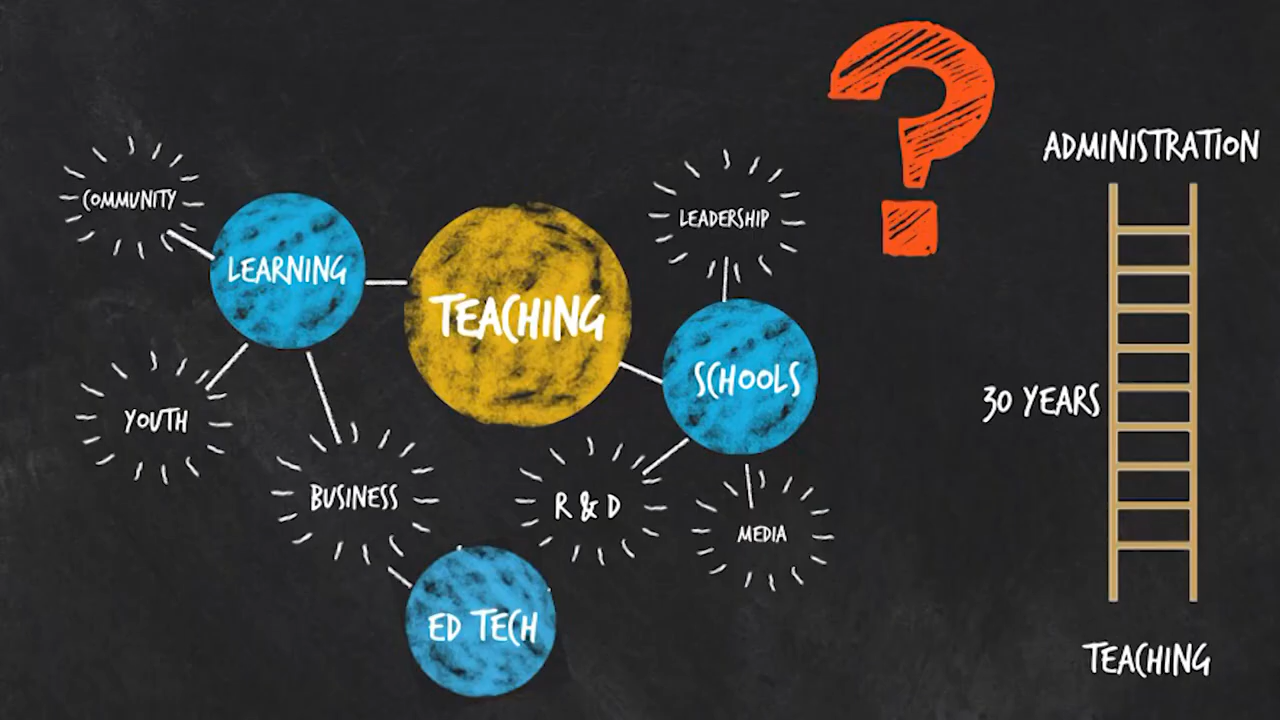 COMMUNITY
LEARNING
YOUTH
BUSINESS
ED TECH
TEACHING
LEADERSHIP
SCHOOLS
R & D
MEDIA
?
ADMINISTRATION
30 YEARS
TEACHING